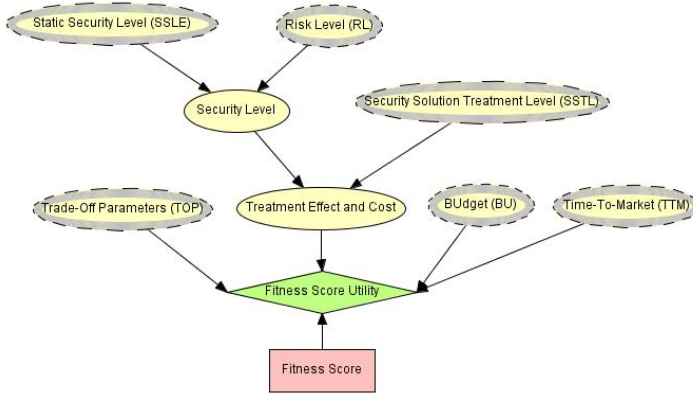 Static Security Level (SSLE)
Risk Level (RL)
Security Level
Security Solution Treatment Level (SSTL)
Trade-Off Parameters (TOP)
Treatment Effect and Cost
BUdget (BU)
Time-To-Market (TTM)
Fitness Score Utility
Fitness Score